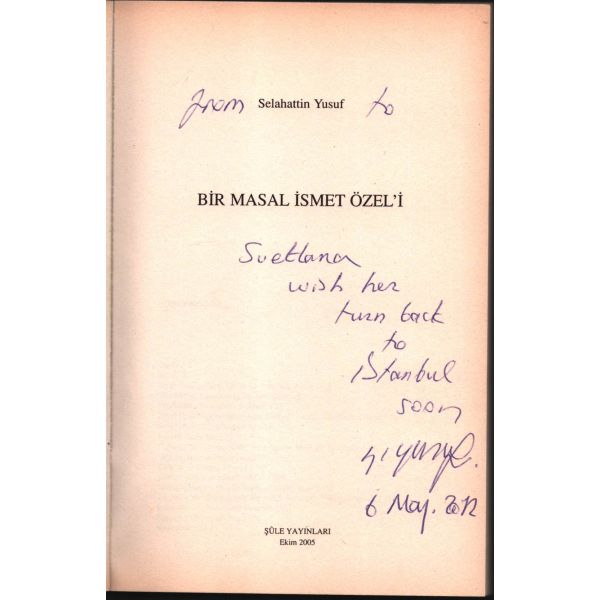 from Selahattin Yusuf to
BİR MASAL İSMET ÖZEL'İ
Svetlana
wish her
turn back
to
İstanbul
soon
6 May. 2012
ŞÛLE YAYINLARI
Ekim 2005